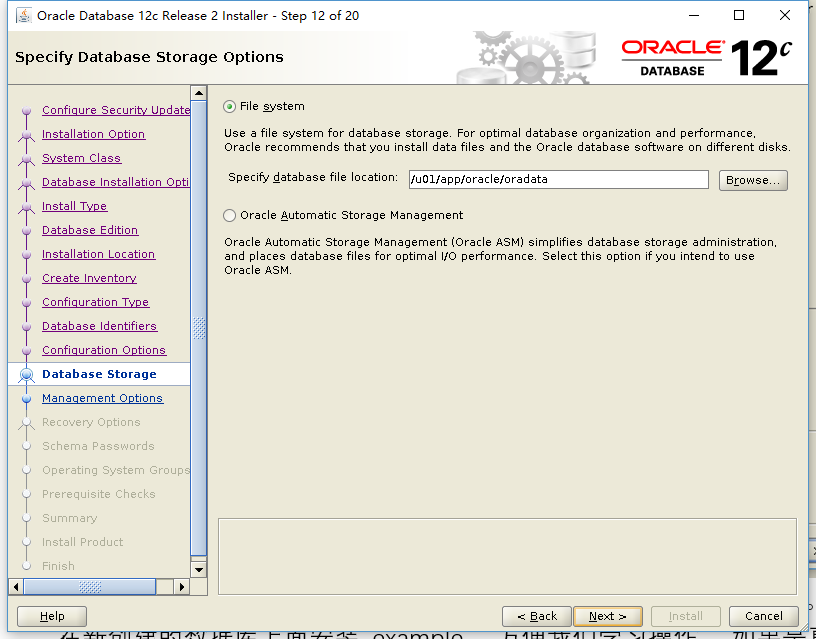 Oracle Database 12c Release 2 Installer - Step 12 of 20
Specify Database Storage Options
ORACLE
DATABASE
12c
Configure Security Update
Installation Option
System Class
Database Installation Opti
Install Type
Database Edition
Installation Location
Create Inventory
Configuration Type
Database Identifiers
Configuration Options
Database Storage
Management Options
Recovery Options
Schema Passwords
Operating System Groups
Prerequisite Checks
Summary
Install Product
Finish
File system
Use a file system for database storage. For optimal database organization and performance,
Oracle recommends that you install data files and the Oracle database software on different disks.
Specify database file location: /u01/app/oracle/oradata Browse...
Oracle Automatic Storage Management
Oracle Automatic Storage Management (Oracle ASM) simplifies database storage administration,
and places database files for optimal I/O performance. Select this option if you intend to use
Oracle ASM.
Help < Back Next > Install Cancel